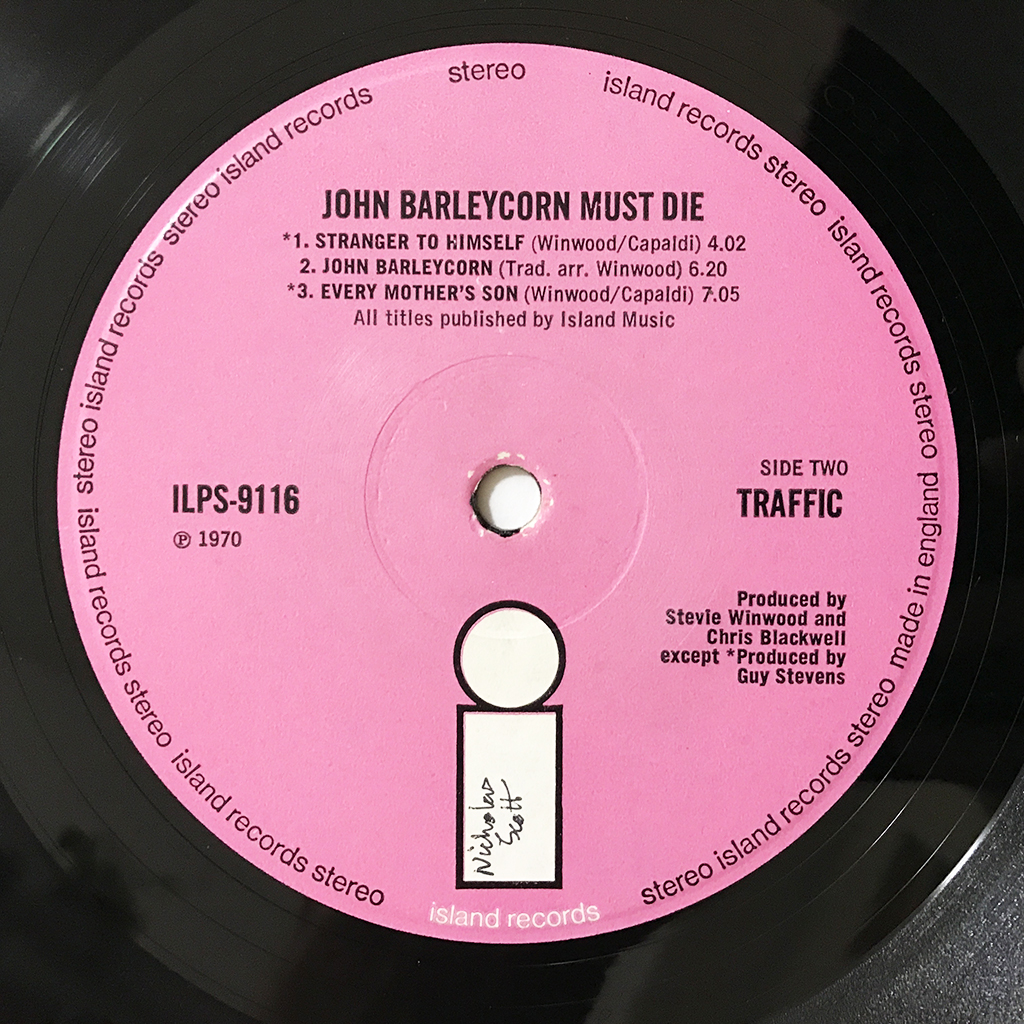 stereo
island records stereo
island records stereo
made in england
stereo island records
island records
island records stereo
island records stereo
stereo island records
stereo island records
JOHN BARLEYCORN MUST DIE
*1. STRANGER TO HIMSELF (Winwood/Capaldi) 4.02
2. JOHN BARLEYCORN (Trad. arr. Winwood) 6.20
*3. EVERY MOTHER'S SON (Winwood/Capaldi) 7.05
All titles published by Island Music
ILPS-9116
℗ 1970
SIDE TWO
TRAFFIC
Produced by
Stevie Winwood and
Chris Blackwell
except *Produced by
Guy Stevens
Nicholas
Scott